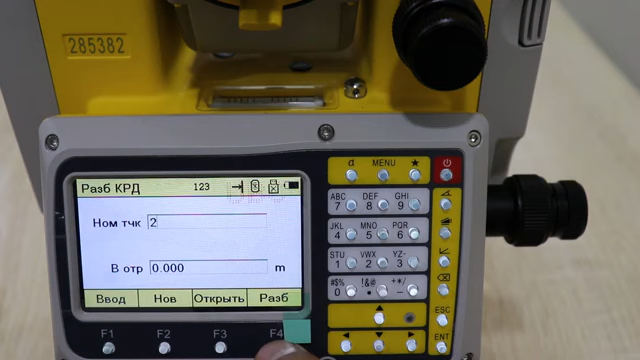 285382
Разб КРД 123
Ном тчк 2
В отр 0.000 m
Ввод Нов Открыть Разб
F1 F2 F3 F4
α MENU ★
ABC DEF GHI
7 8 9
JKL MNO PQR
4 5 6
STU VWX YZ-
1 2 3
#$% !&@ *+/
0 • −
ESC
ENT